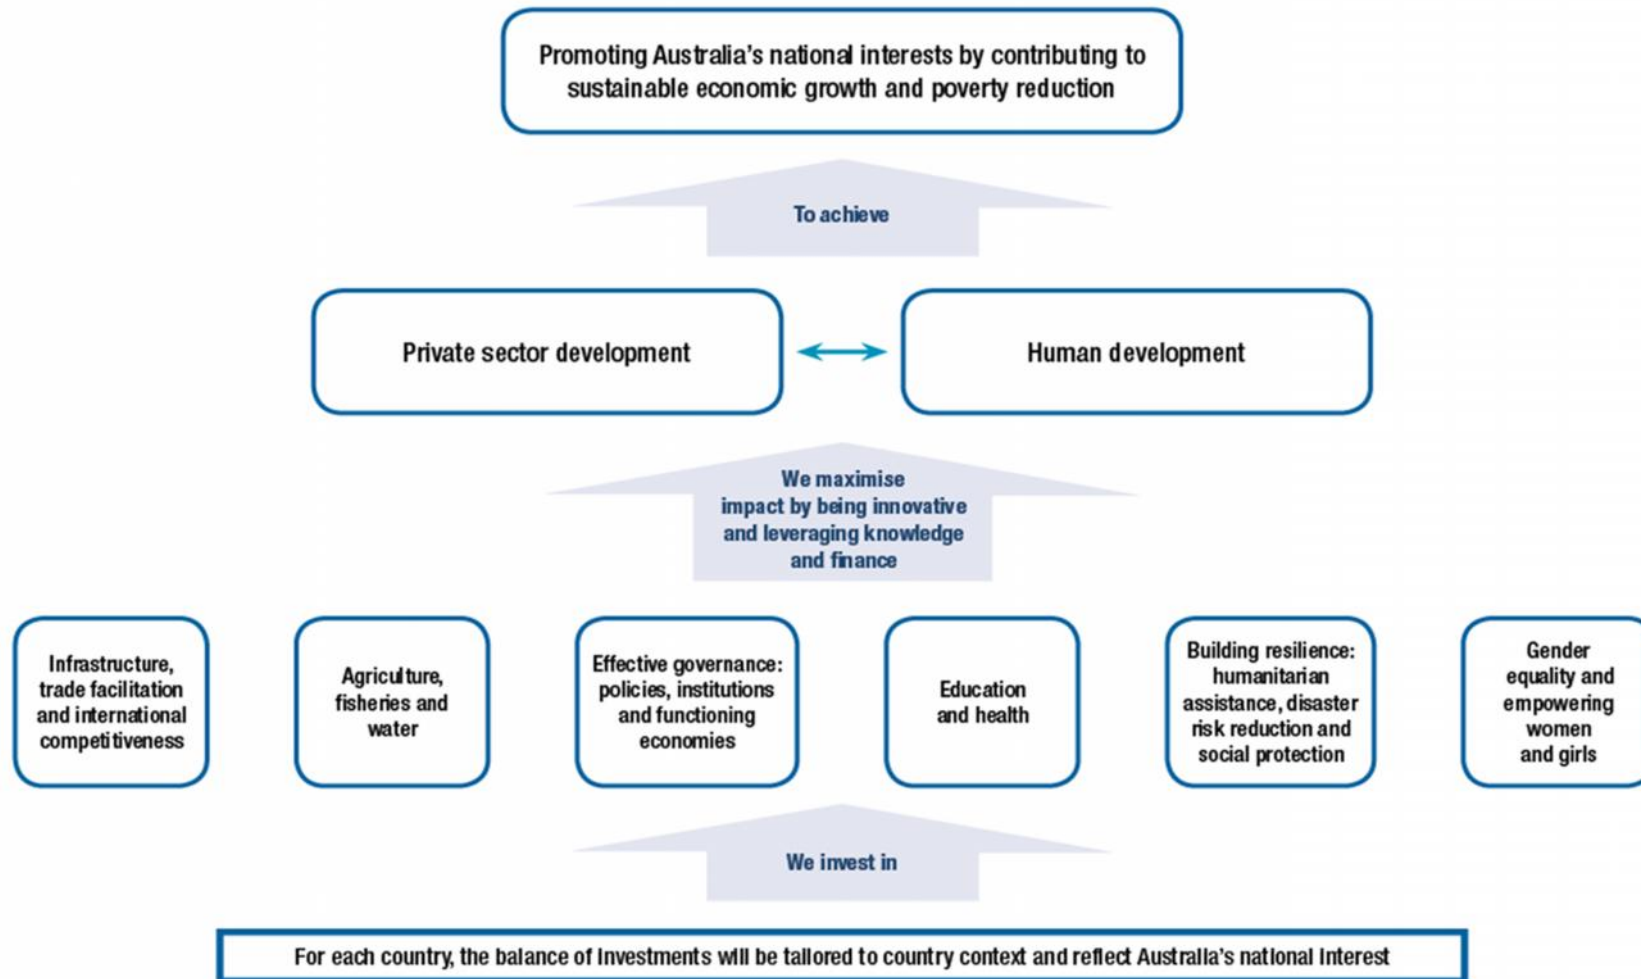 Promoting Australia's national interests by contributing to
sustainable economic growth and poverty reduction
To achieve
Private sector development
Human development
We maximise
impact by being innovative
and leveraging knowledge
and finance
Infrastructure,
trade facilitation
and international
competitiveness
Agriculture,
fisheries and
water
Effective governance:
policies, institutions
and functioning
economies
Education
and health
Building resilience:
humanitarian
assistance, disaster
risk reduction and
social protection
Gender
equality and
empowering
women
and girls
We invest in
For each country, the balance of investments will be tailored to country context and reflect Australia's national interest